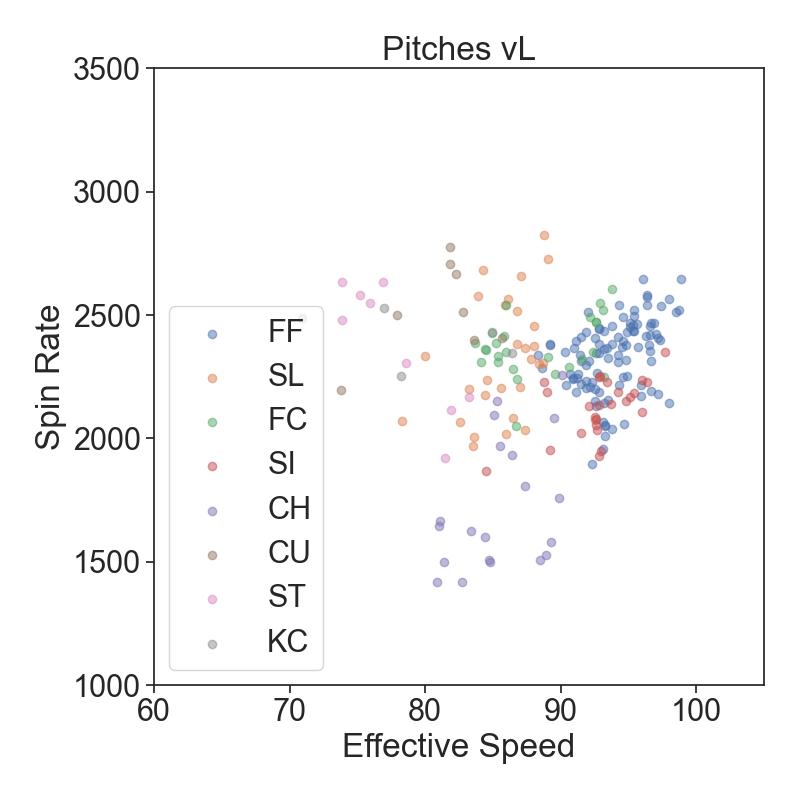 Pitches vL
Spin Rate
3500
3000
2500
2000
1500
1000
FF
SL
FC
SI
CH
CU
ST
KC
60
70
80
90
100
Effective Speed